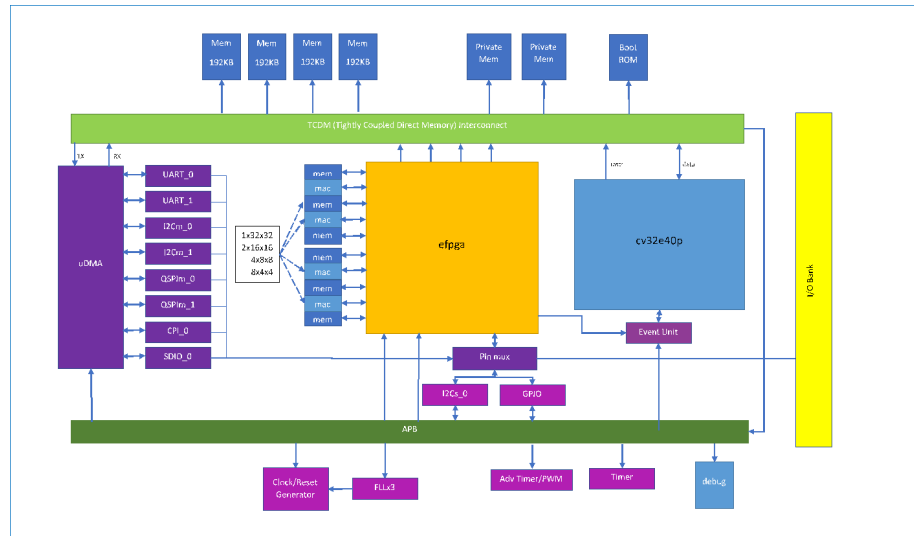 Mem
192KB
Mem
192KB
Mem
192KB
Mem
192KB
Private
Mem
Private
Mem
Boot
ROM
TCDM (Tightly Coupled Direct Memory) Interconnect
TX
RX
data
uDMA
UART_0
UART_1
I2Cm_0
I2Cm_1
QSPIm_0
QSPIm_1
CPI_0
SDIO_0
1x32x32
2x16x16
4x8x8
8x4x4
mem
mac
mem
mac
mem
mem
mac
mem
mac
mem
efpga
cv32e40p
Event Unit
I/O Bank
Pin mux
I2Cs_0
GPIO
APB
Clock/Reset
Generator
FLLx3
Adv Timer/PWM
Timer
debug